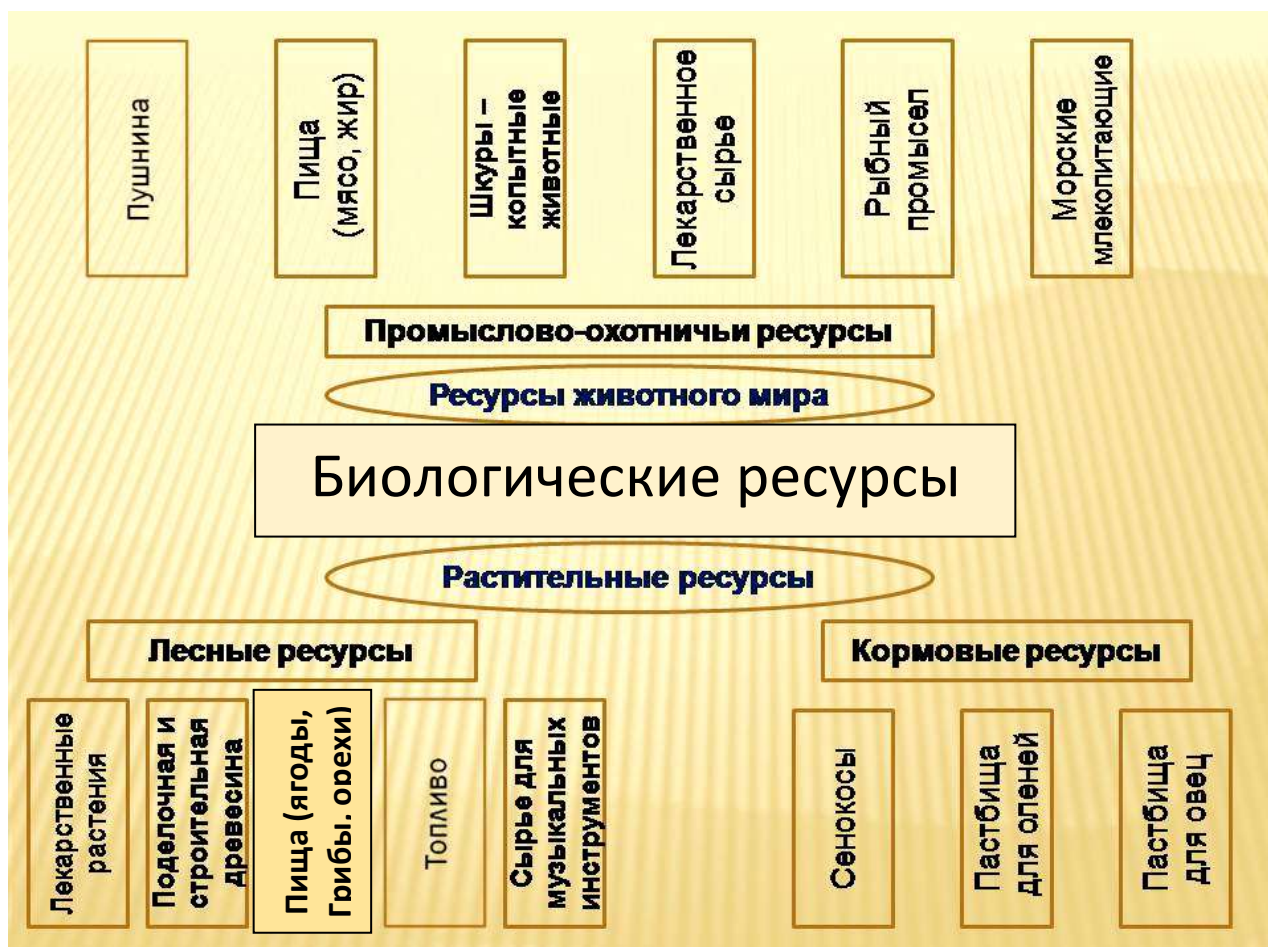 Пушнина
Пища
(мясо, жир)
Шкуры –
копытные
животные
Лекарственное
сырье
Рыбный
промысел
Морские
млекопитающие
Промыслово-охотничьи ресурсы
Ресурсы животного мира
Биологические ресурсы
Растительные ресурсы
Лесные ресурсы
Кормовые ресурсы
Лекарственные
растения
Поделочная и
строительная
древесина
Пища (ягоды,
Грибы. орехи)
Топливо
Сырье для
музыкальных
инструментов
Сенокосы
Пастбища
для оленей
Пастбища
для овец